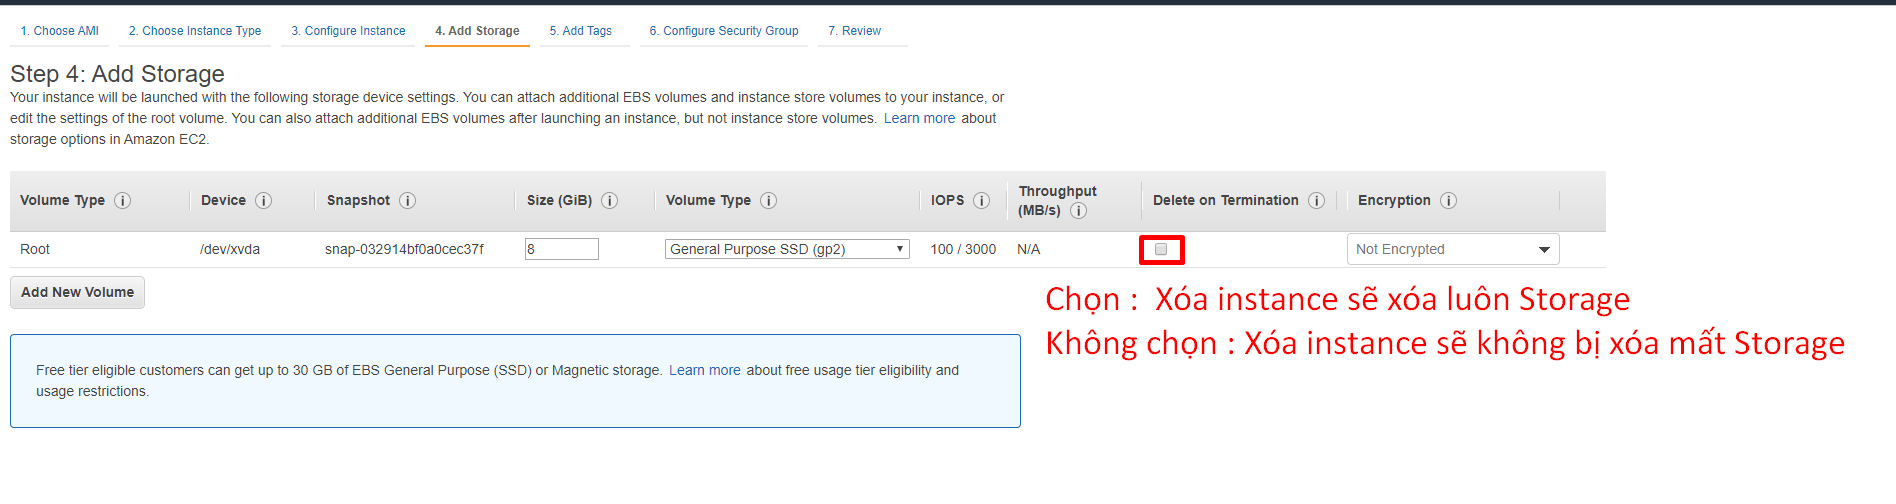 1. Choose AMI 2. Choose Instance Type 3. Configure Instance 4. Add Storage 5. Add Tags 6. Configure Security Group 7. Review
Step 4: Add Storage
Your instance will be launched with the following storage device settings. You can attach additional EBS volumes and instance store volumes to your instance, or
edit the settings of the root volume. You can also attach additional EBS volumes after launching an instance, but not instance store volumes. Learn more about
storage options in Amazon EC2.
Volume Type i Device i Snapshot i Size (GiB) i Volume Type i IOPS i Throughput (MB/s) i Delete on Termination i Encryption i
Root /dev/xvda snap-032914bf0a0cec37f 8 General Purpose SSD (gp2) 100 / 3000 N/A Not Encrypted
Add New Volume
Chọn : Xóa instance sẽ xóa luôn Storage
Không chọn : Xóa instance sẽ không bị xóa mất Storage
Free tier eligible customers can get up to 30 GB of EBS General Purpose (SSD) or Magnetic storage. Learn more about free usage tier eligibility and
usage restrictions.